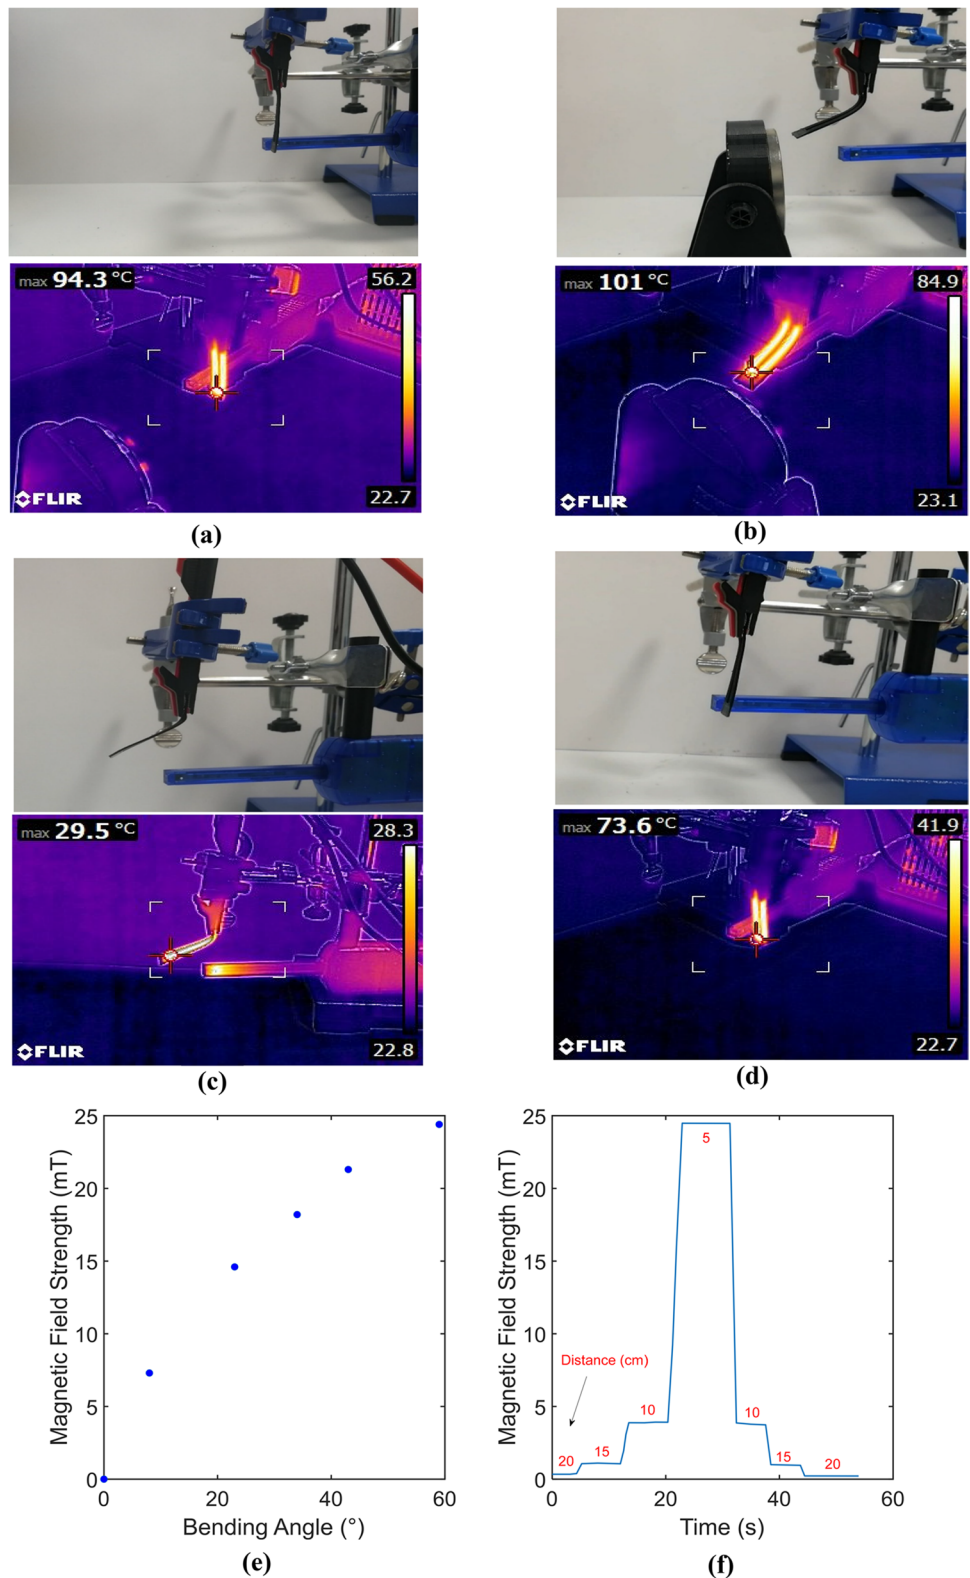 max 94.3 °C
56.2
22.7
FLIR
(a)
max 101 °C
84.9
23.1
FLIR
(b)
max 29.5 °C
28.3
22.8
FLIR
(c)
max 73.6 °C
41.9
22.7
FLIR
(d)
25
20
15
10
5
0
0 20 40 60
Magnetic Field Strength (mT)
Bending Angle (°)
(e)
25
20
15
10
5
0
0 20 40 60
Magnetic Field Strength (mT)
Time (s)
Distance (cm)
20
15
10
5
10
15
20
(f)